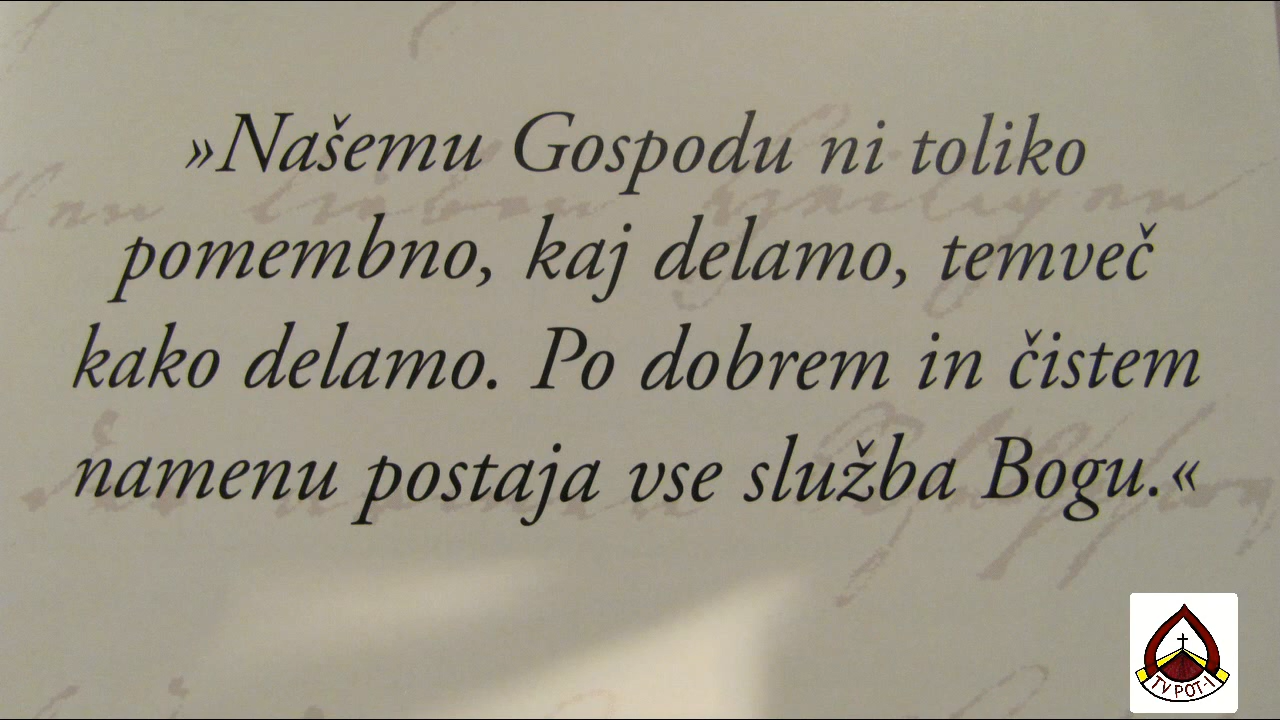 »Našemu Gospodu ni toliko
pomembno, kaj delamo, temveč
kako delamo. Po dobrem in čistem
namenu postaja vse služba Bogu.«
TV POT-1